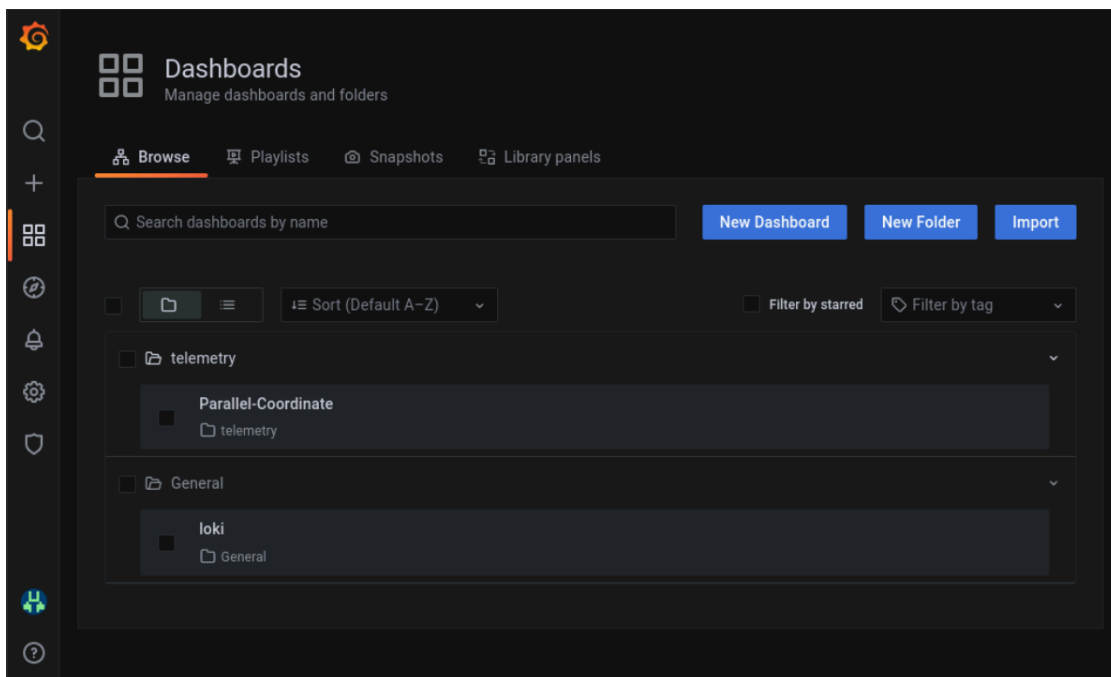 Dashboards
Manage dashboards and folders
Browse Playlists Snapshots Library panels
Search dashboards by name New Dashboard New Folder Import
Sort (Default A–Z) Filter by starred Filter by tag
telemetry
Parallel-Coordinate
telemetry
General
loki
General